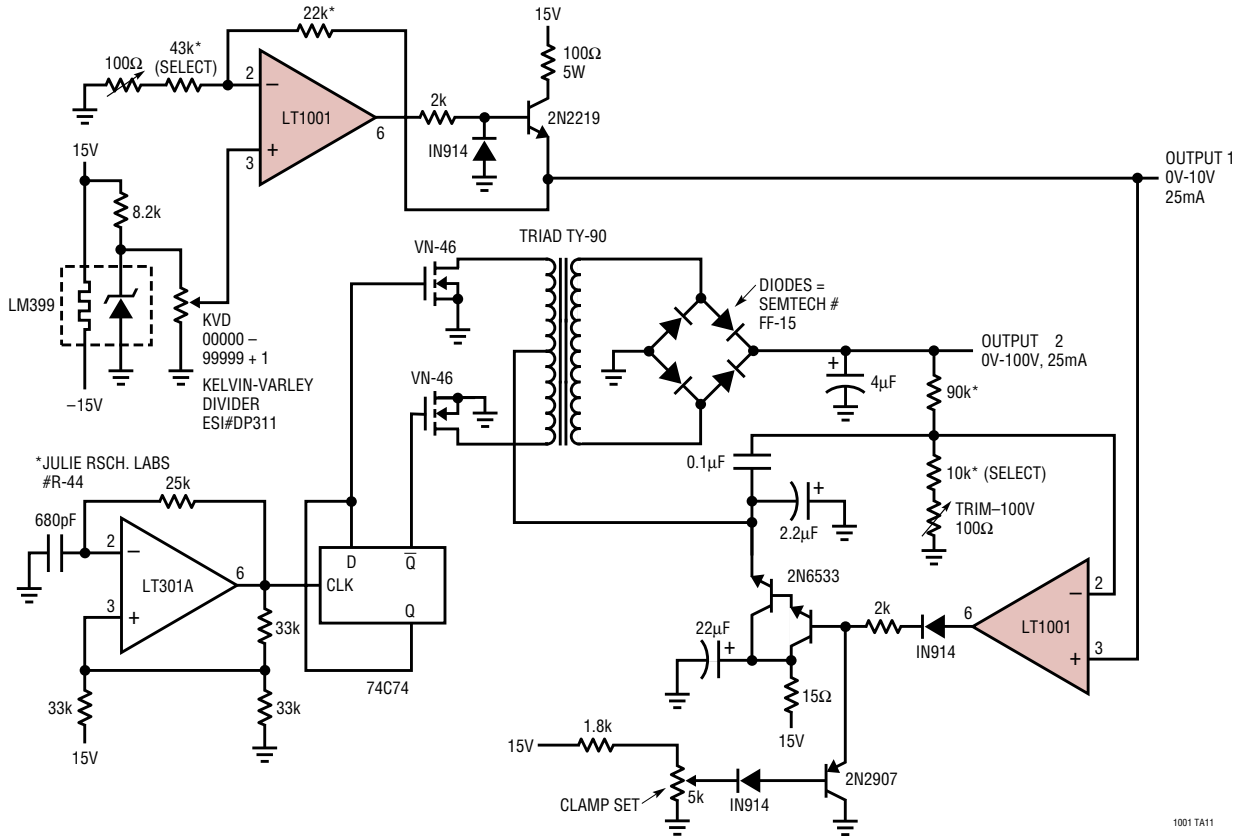 22k*
15V
100Ω
5W
43k*
(SELECT)
100Ω
2
−
LT1001
6
+
3
2k
2N2219
IN914
OUTPUT 1
0V-10V
25mA
15V
8.2k
LM399
KVD
00000 –
99999 + 1
KELVIN-VARLEY
DIVIDER
ESI#DP311
–15V
TRIAD TY-90
VN-46
VN-46
DIODES =
SEMTECH #
FF-15
OUTPUT 2
0V-100V, 25mA
+
4µF
90k*
0.1µF
+
2.2µF
10k* (SELECT)
TRIM–100V
100Ω
*JULIE RSCH. LABS
#R-44
25k
680pF
2
−
LT301A
6
3
+
33k
33k
33k
15V
D
Q
CLK
Q
74C74
2N6533
22µF
+
15Ω
15V
2k
IN914
6
LT1001
2
−
3
+
1.8k
15V
5k
CLAMP SET
IN914
2N2907
1001 TA11